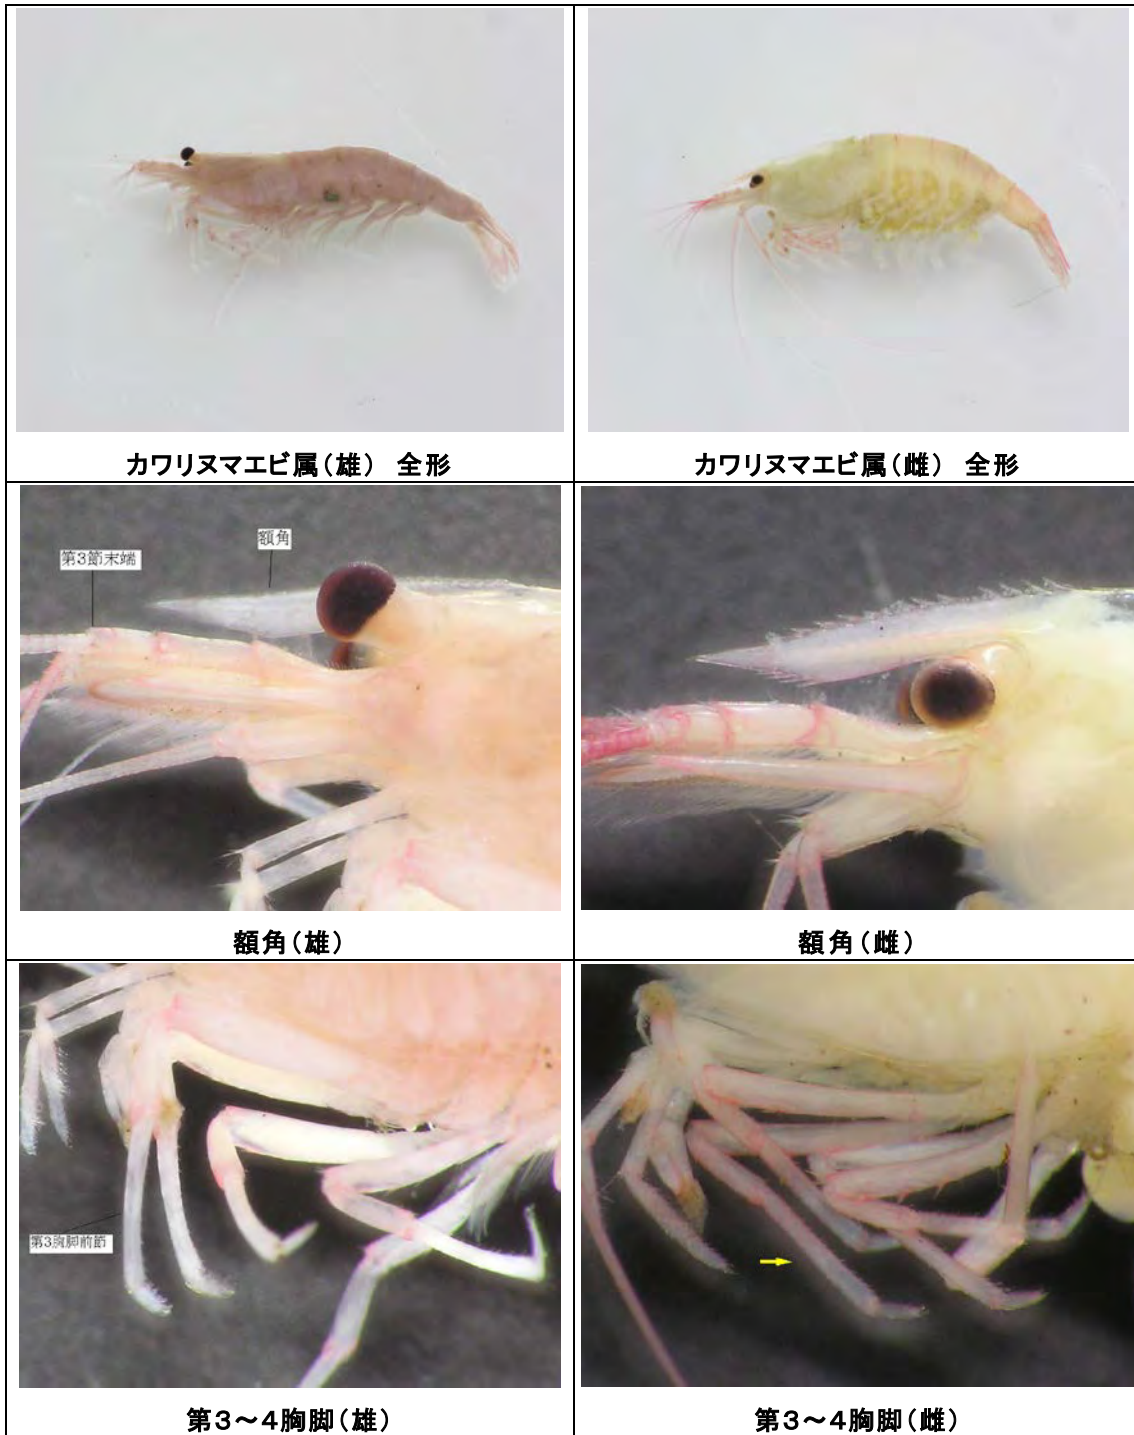 カワリヌマエビ属（雄） 全形
カワリヌマエビ属（雌） 全形
第3節末端
額角
額角（雄）
額角（雌）
第3胸脚前節
第３～４胸脚（雄）
第３～４胸脚（雌）